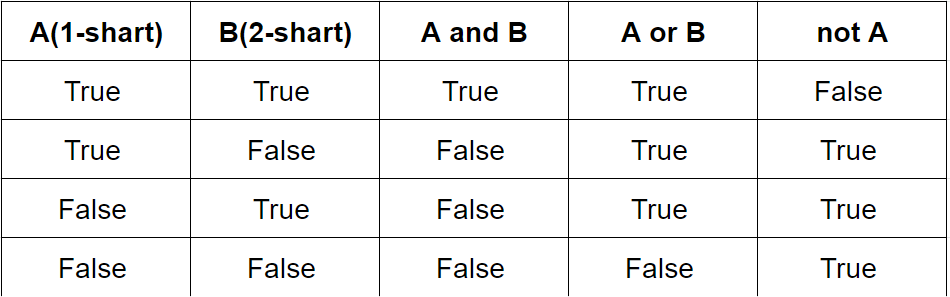 A(1-shart) B(2-shart) A and B A or B not A
True True True True False
True False False True True
False True False True True
False False False False True